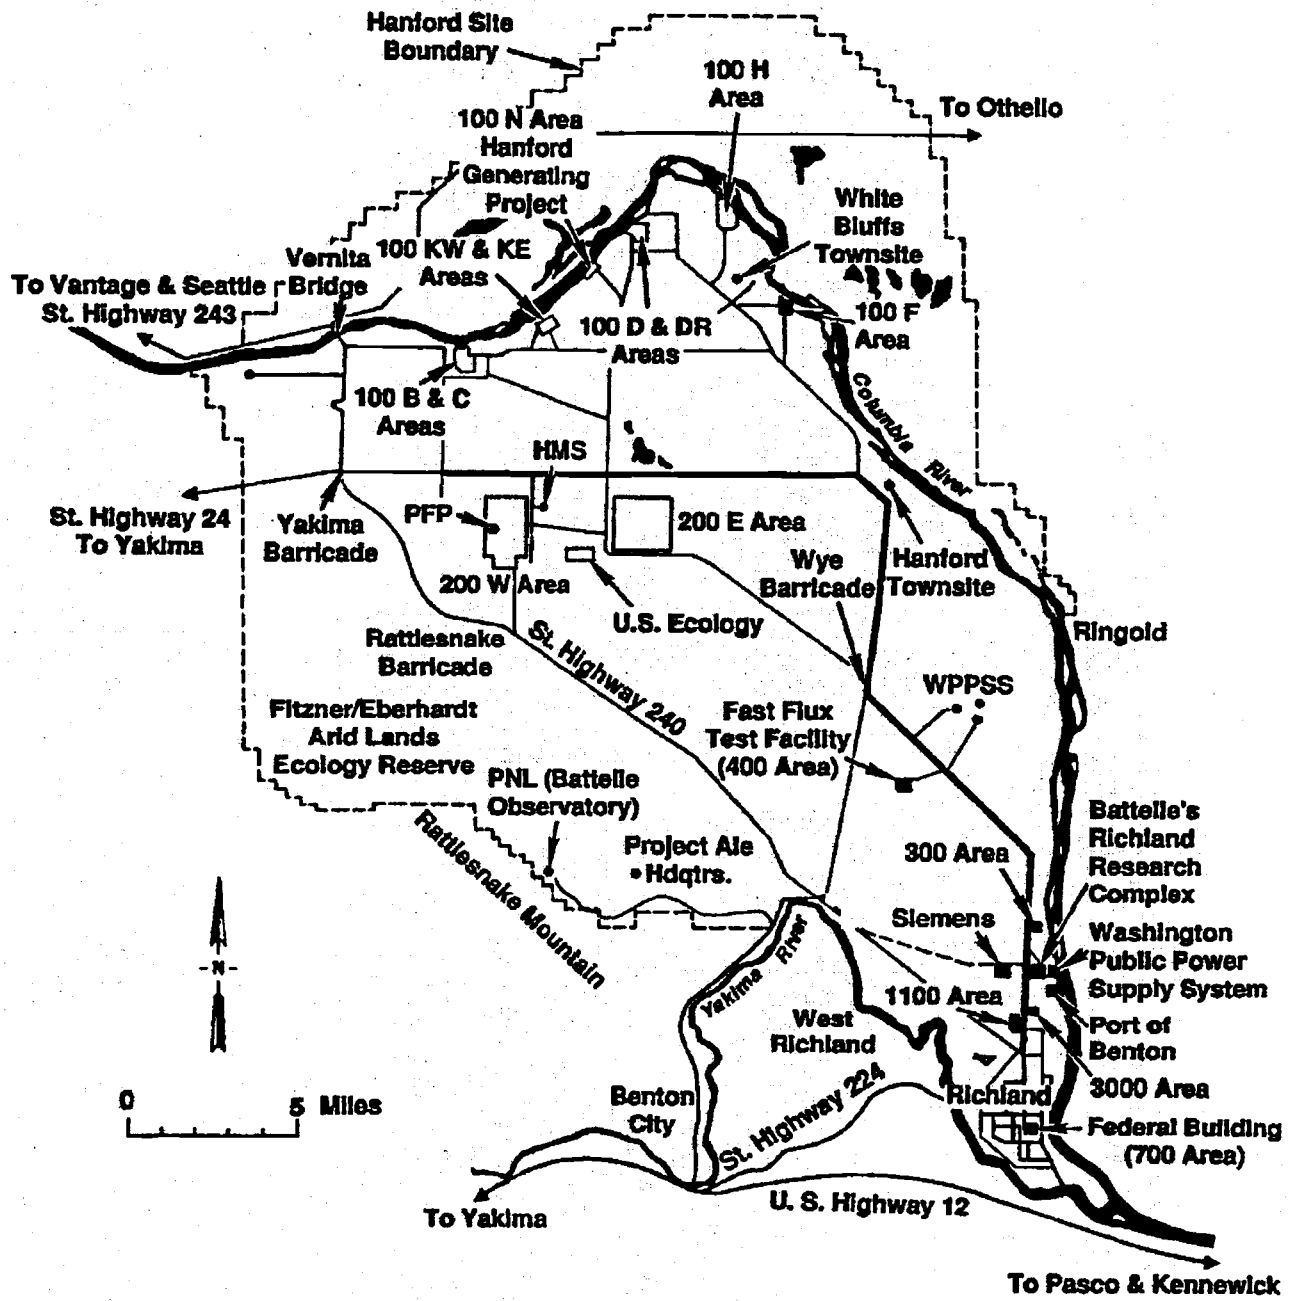 Hanford Site
Boundary
100 H
Area
To Othello
100 N Area
Hanford
Generating
Project
White
Bluffs
Townsite
Vernita
Bridge
100 KW & KE
Areas
To Vantage & Seattle
St. Highway 243
100 D & DR
Areas
100 F
Area
100 B & C
Areas
Columbia River
HMS
St. Highway 24
To Yakima
Yakima
Barricade
PFP
200 E Area
200 W Area
Wye
Barricade
Hanford
Townsite
U.S. Ecology
Ringold
Rattlesnake
Barricade
St. Highway 240
WPPSS
Fitzner/Eberhardt
Arid Lands
Ecology Reserve
Fast Flux
Test Facility
(400 Area)
PNL (Battelle
Observatory)
Rattlesnake Mountain
Project Ale
Hdqtrs.
300 Area
Battelle's
Richland
Research
Complex
Siemens
Washington
Public Power
Supply System
N
Yakima River
1100 Area
West
Richland
Port of
Benton
3000 Area
0 5 Miles
Benton
City
St. Highway 224
Richland
Federal Building
(700 Area)
To Yakima
U. S. Highway 12
To Pasco & Kennewick